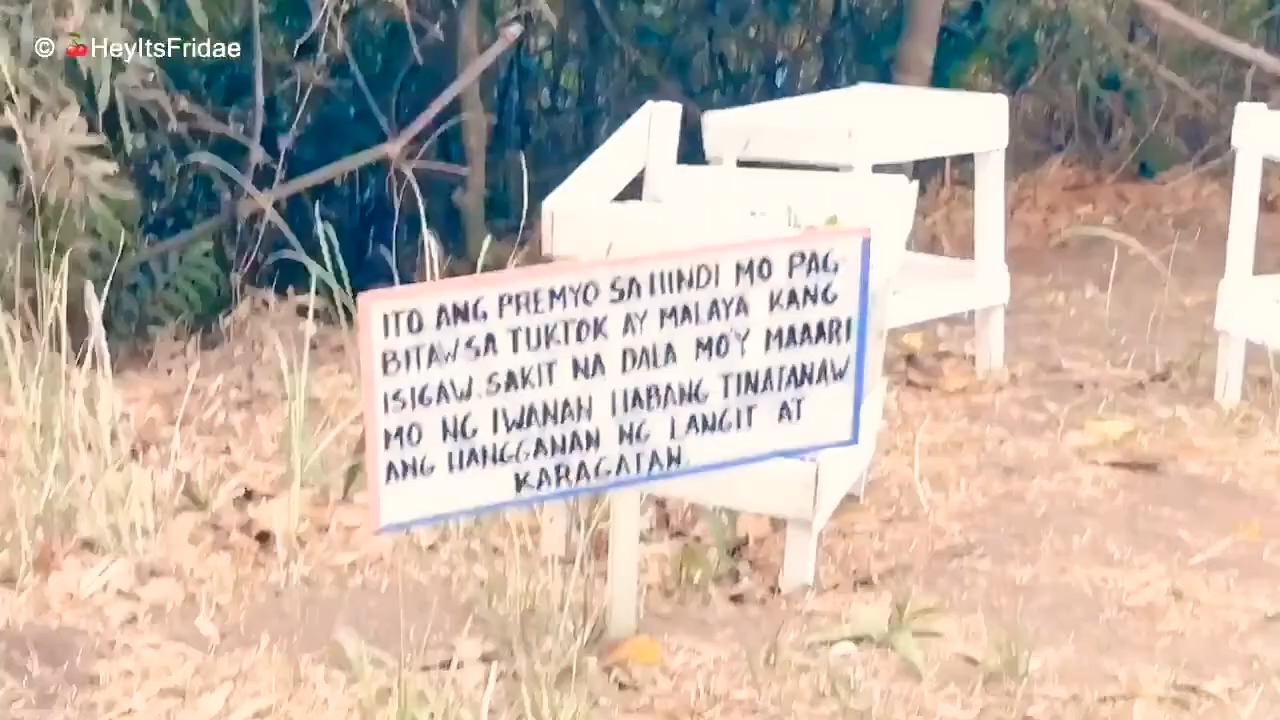 © 🍒HeyItsFridae
ITO ANG PREMYO SA HINDI MO PAG-
BITAW SA TUKTOK AY MALAYA KANG
ISIGAW. SAKIT NA DALA MO'Y MAAARI
MO NG IWANAN HABANG TINATANAW
ANG HANGGANAN NG LANGIT AT
KARAGATAN.